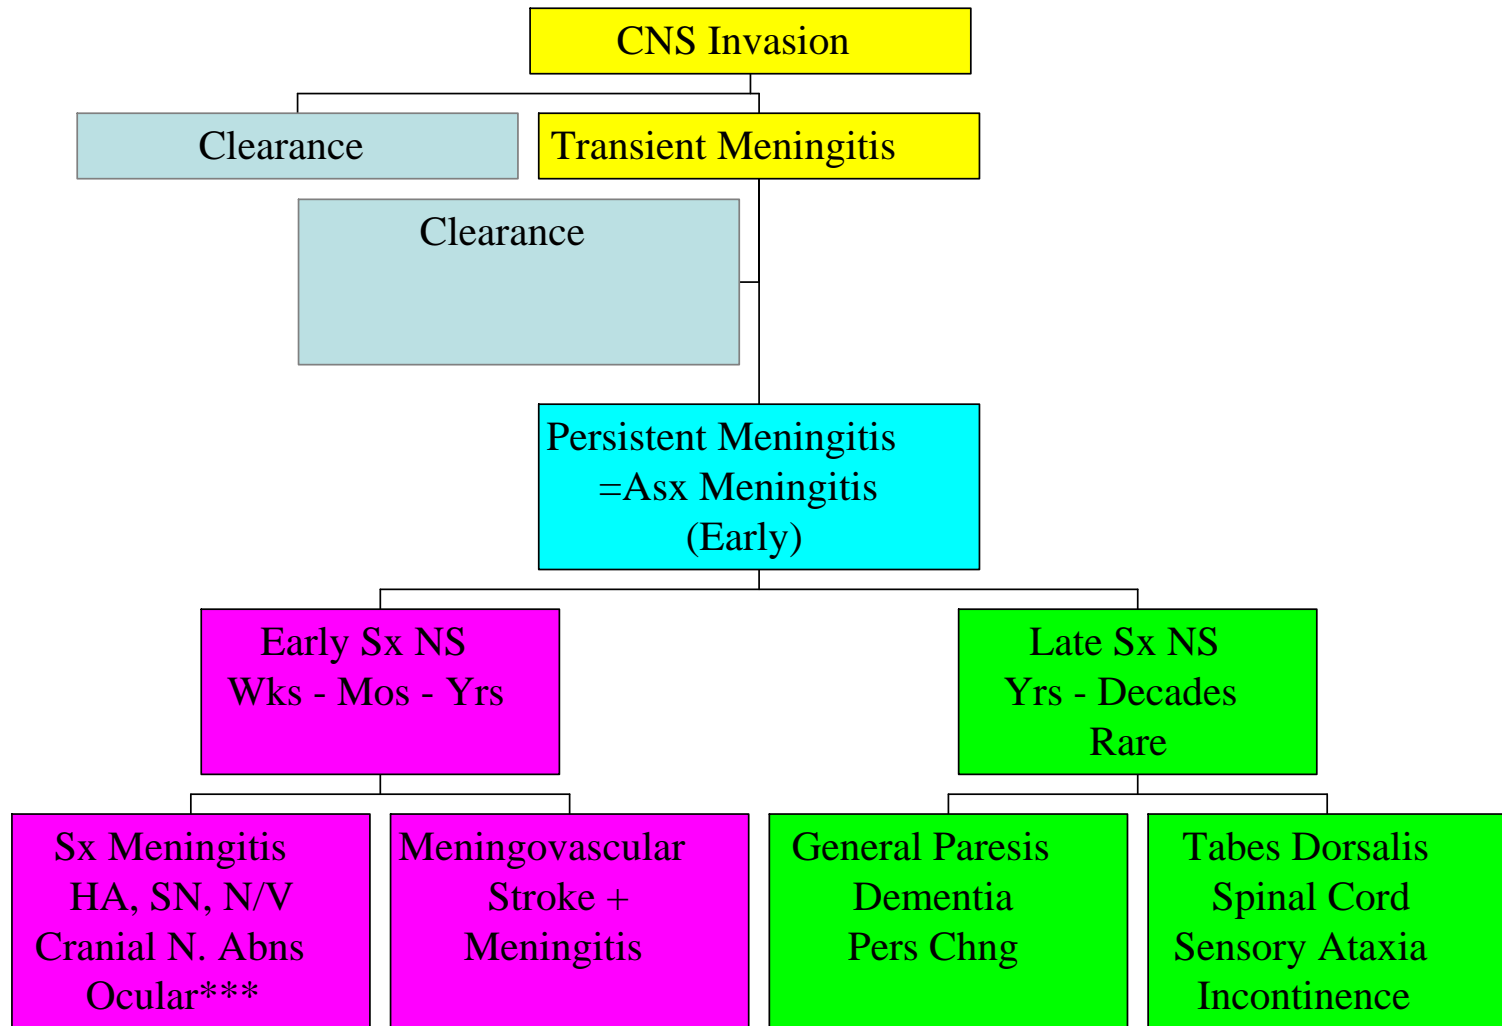 CNS Invasion
Clearance
Transient Meningitis
Clearance
Persistent Meningitis
=Asx Meningitis
(Early)
Early Sx NS
Wks - Mos - Yrs
Late Sx NS
Yrs - Decades
Rare
Sx Meningitis
HA, SN, N/V
Cranial N. Abns
Ocular***
Meningovascular
Stroke +
Meningitis
General Paresis
Dementia
Pers Chng
Tabes Dorsalis
Spinal Cord
Sensory Ataxia
Incontinence